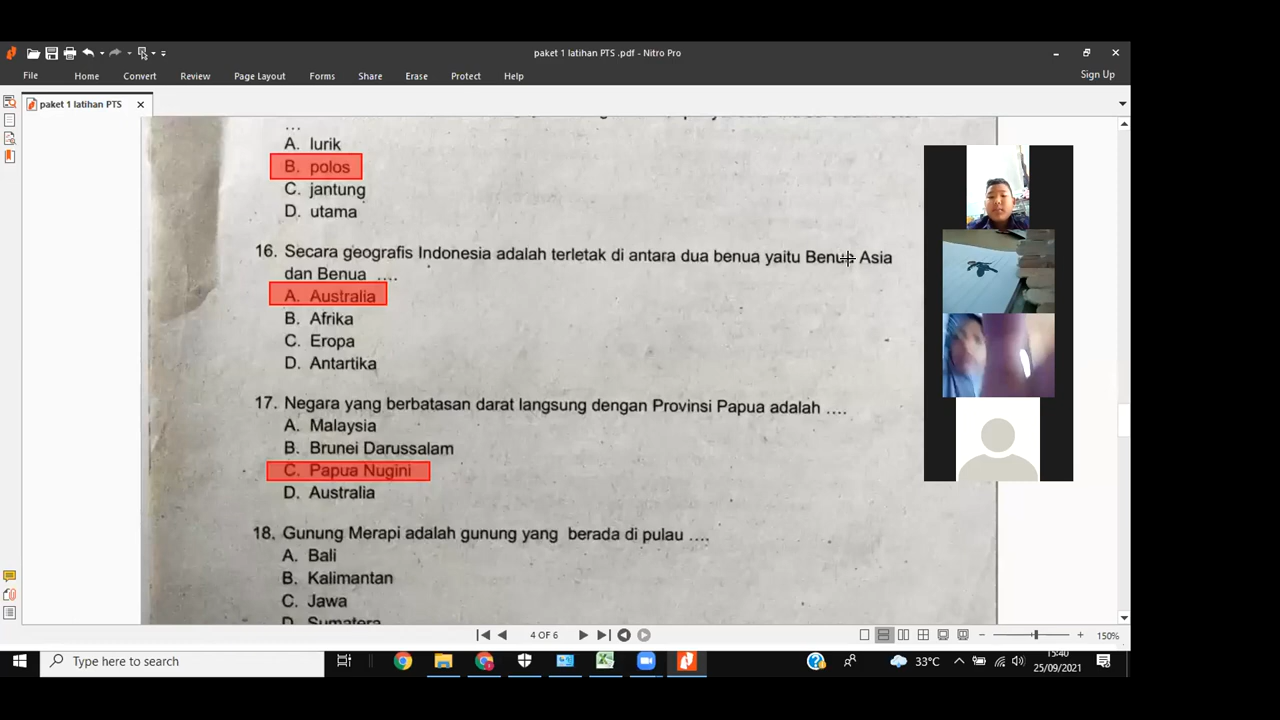 paket 1 latihan PTS .pdf - Nitro Pro
File Home Convert Review Page Layout Forms Share Erase Protect Help Sign Up
paket 1 latihan PTS
...
A. lurik
B. polos
C. jantung
D. utama
16. Secara geografis Indonesia adalah terletak di antara dua benua yaitu Benua Asia
dan Benua ....
A. Australia
B. Afrika
C. Eropa
D. Antartika
17. Negara yang berbatasan darat langsung dengan Provinsi Papua adalah ....
A. Malaysia
B. Brunei Darussalam
C. Papua Nugini
D. Australia
18. Gunung Merapi adalah gunung yang berada di pulau ....
A. Bali
B. Kalimantan
C. Jawa
D. Sumatera
4 OF 6
150%
Type here to search
33°C
15:40
25/09/2021